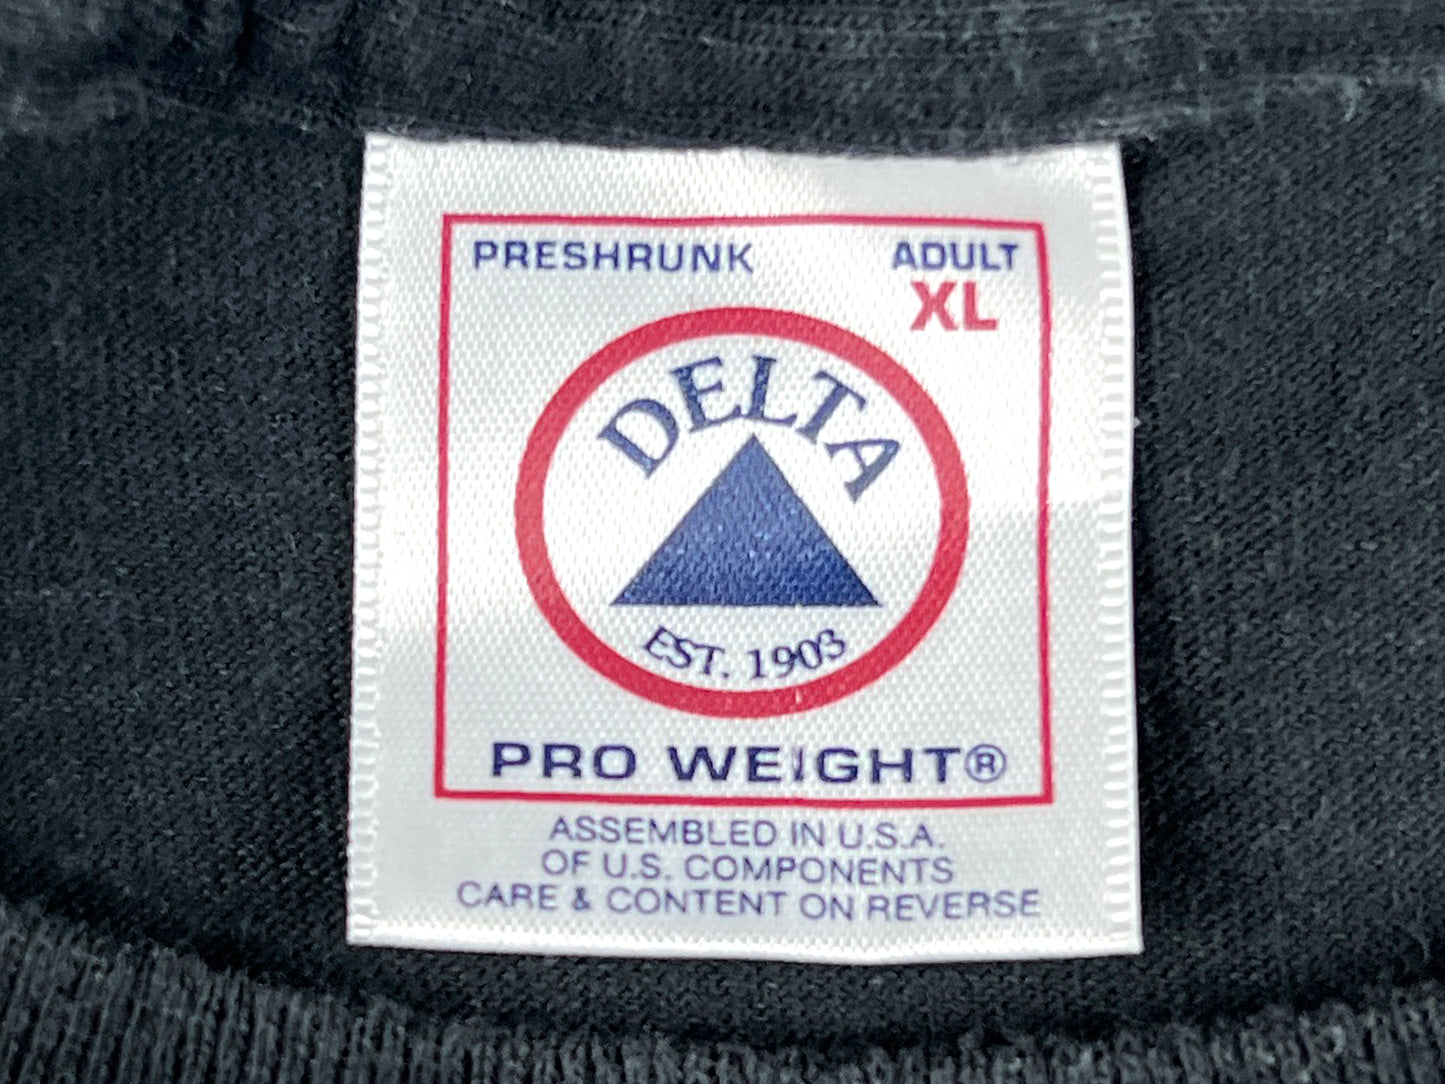 PRESHRUNK ADULT
XL
DELTA
EST. 1903
PRO WEIGHT®
ASSEMBLED IN U.S.A.
OF U.S. COMPONENTS
CARE & CONTENT ON REVERSE